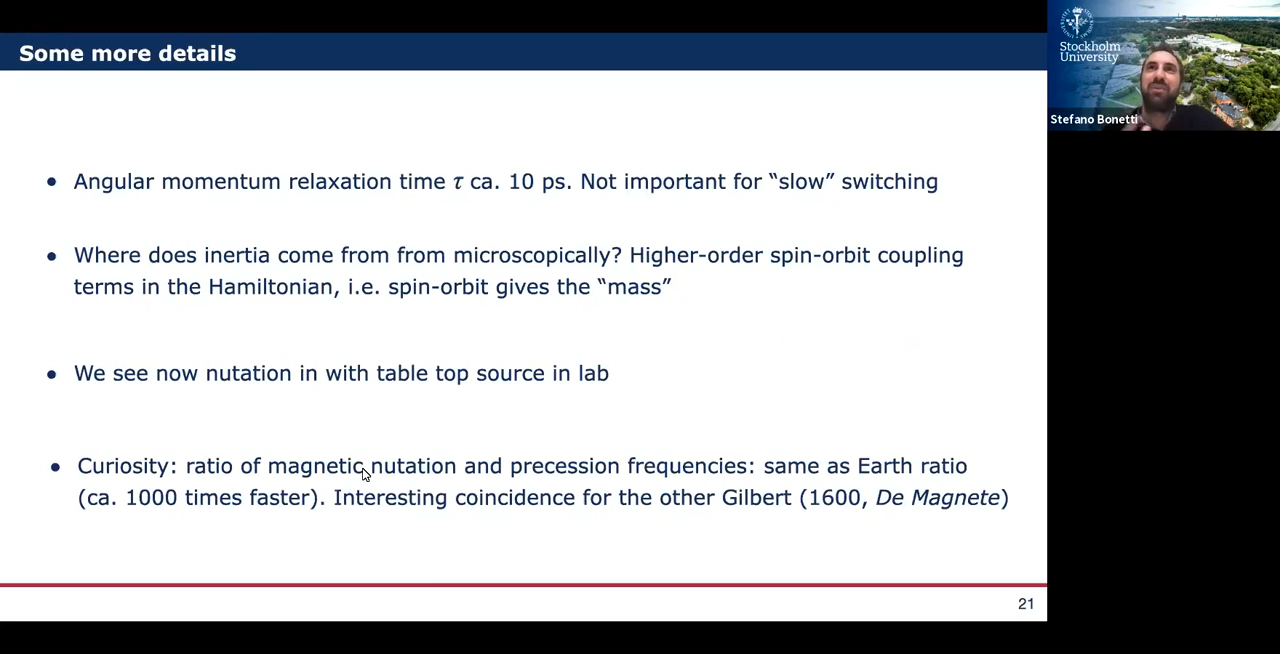 Some more details
Stockholm
University
Stefano Bonetti
• Angular momentum relaxation time τ ca. 10 ps. Not important for “slow” switching
• Where does inertia come from from microscopically? Higher-order spin-orbit coupling
terms in the Hamiltonian, i.e. spin-orbit gives the “mass”
• We see now nutation in with table top source in lab
• Curiosity: ratio of magnetic nutation and precession frequencies: same as Earth ratio
(ca. 1000 times faster). Interesting coincidence for the other Gilbert (1600, De Magnete)
21